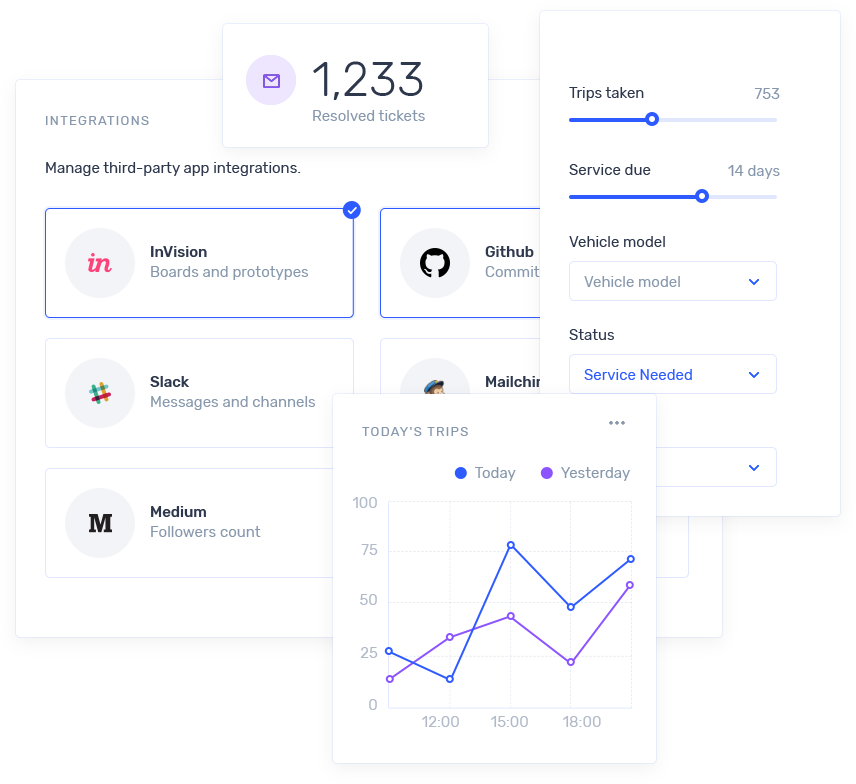 1,233
Resolved tickets
INTEGRATIONS
Manage third-party app integrations.
in
InVision
Boards and prototypes
Github
Commit
Slack
Messages and channels
Mailchim
M
Medium
Followers count
Trips taken
753
Service due
14 days
Vehicle model
Vehicle model
Status
Service Needed
TODAY'S TRIPS
Today
Yesterday
100
75
50
25
0
12:00
15:00
18:00